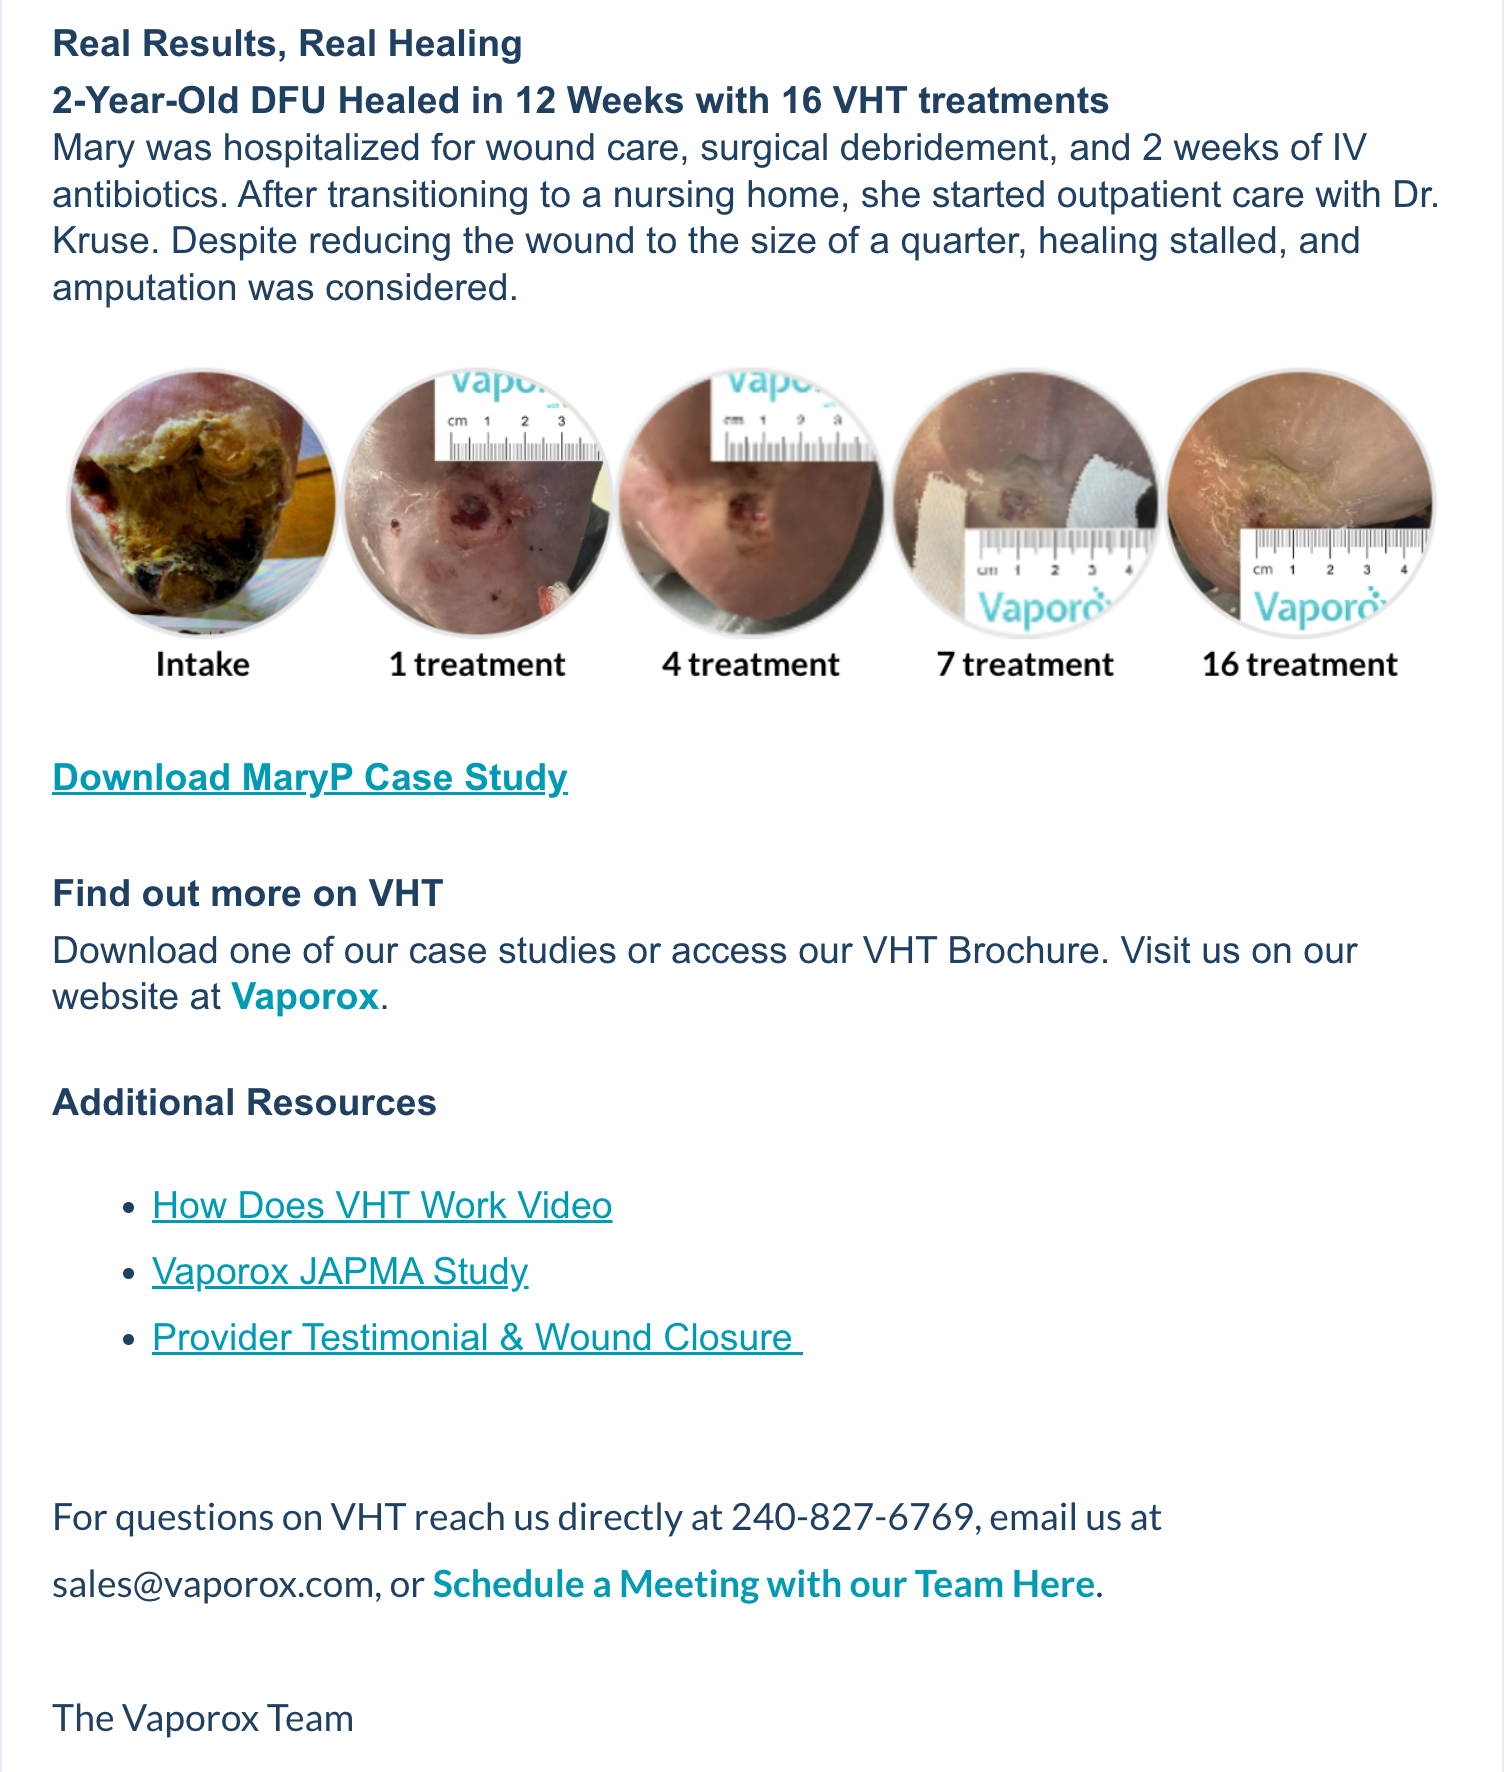 Real Results, Real Healing
2-Year-Old DFU Healed in 12 Weeks with 16 VHT treatments
Mary was hospitalized for wound care, surgical debridement, and 2 weeks of IV
antibiotics. After transitioning to a nursing home, she started outpatient care with Dr.
Kruse. Despite reducing the wound to the size of a quarter, healing stalled, and
amputation was considered.
cm 1 2 3
cm 1 2 3
cm 1 2 3 4
cm 1 2 3 4
Intake
1 treatment
4 treatment
7 treatment
16 treatment
Download MaryP Case Study
Find out more on VHT
Download one of our case studies or access our VHT Brochure. Visit us on our
website at Vaporox.
Additional Resources
• How Does VHT Work Video
• Vaporox JAPMA Study
• Provider Testimonial & Wound Closure
For questions on VHT reach us directly at 240-827-6769, email us at
sales@vaporox.com, or Schedule a Meeting with our Team Here.
The Vaporox Team